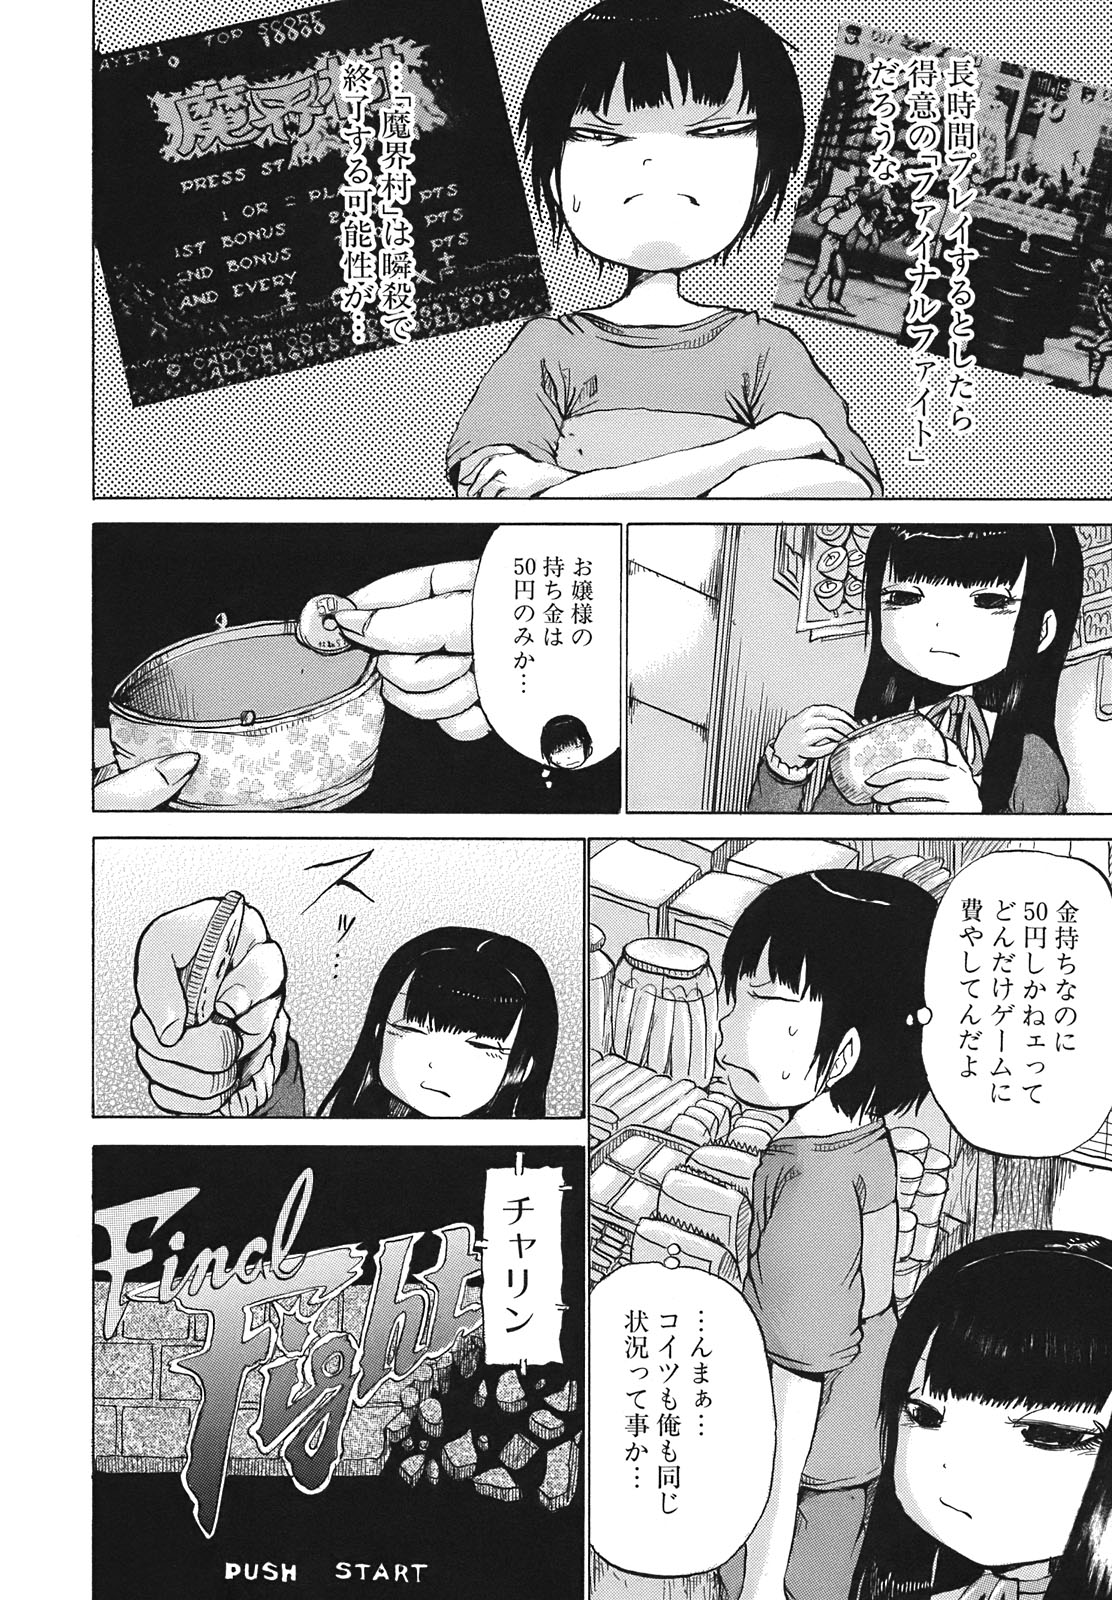 長時間プレイするとしたら
得意の「ファイナルファイト」
だろうな
…「魔界村」は瞬殺で
終了する可能性が…
TOP SCORE
10000
魔界村
1ST BONUS
AND EVERY
お嬢様の
持ち金は
50円のみか…
金持ちなのに
50円しかねェって
どんだけゲームに
費やしてんだよ
…んまぁ…
コイツも俺も同じ
状況って事か…
スッ…
チャリン
Final
Fight
PUSH START